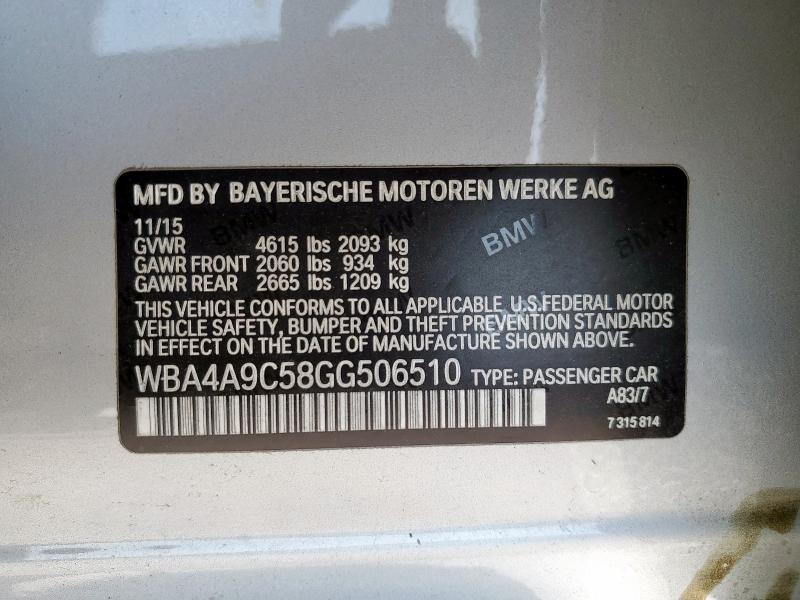 MFD BY BAYERISCHE MOTOREN WERKE AG
11/15
GVWR 4615 lbs 2093 kg
GAWR FRONT 2060 lbs 934 kg
GAWR REAR 2665 lbs 1209 kg
THIS VEHICLE CONFORMS TO ALL APPLICABLE U.S.FEDERAL MOTOR
VEHICLE SAFETY, BUMPER AND THEFT PREVENTION STANDARDS
IN EFFECT ON THE DATE OF MANUFACTURE SHOWN ABOVE.
WBA4A9C58GG506510 TYPE: PASSENGER CAR
A83/7
7 315 814
BMW
BMW
BMW